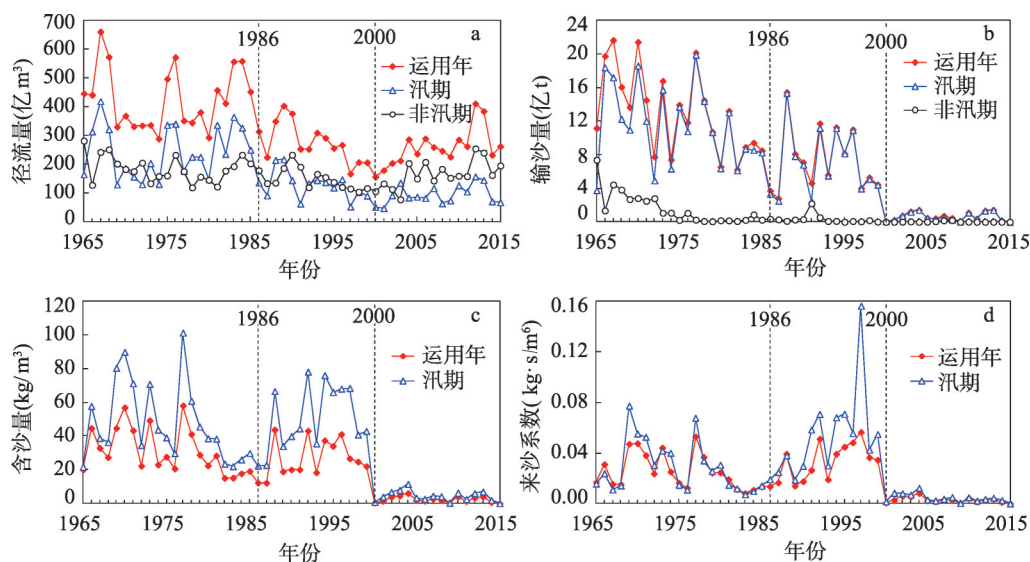 a
1986
2000
700
600
500
400
300
200
100
0
径流量(亿m³)
运用年
汛期
非汛期
1965
1975
1985
1995
2005
2015
年份
b
1986
2000
24
20
16
12
8
4
0
输沙量(亿t)
运用年
汛期
非汛期
1965
1975
1985
1995
2005
2015
年份
c
1986
2000
120
100
80
60
40
20
0
含沙量(kg/m³)
运用年
汛期
1965
1975
1985
1995
2005
2015
年份
d
1986
2000
0.16
0.12
0.08
0.04
0.00
来沙系数(kg·s/m⁶)
运用年
汛期
1965
1975
1985
1995
2005
2015
年份